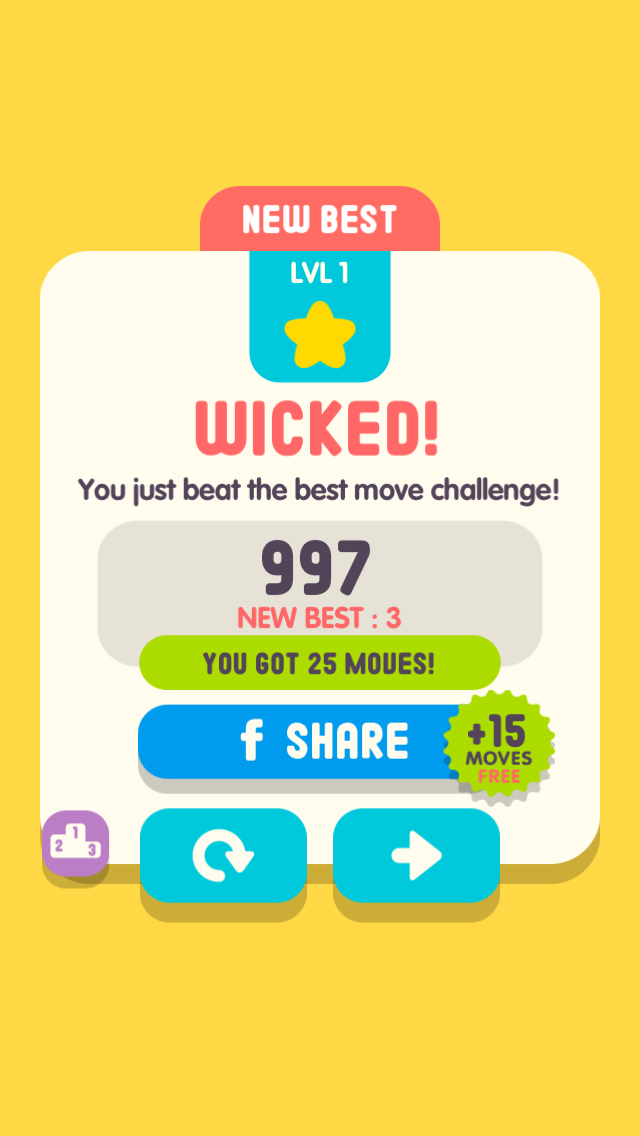 NEW BEST
LVL 1
WICKED!
You just beat the best move challenge!
997
NEW BEST : 3
YOU GOT 25 MOVES!
f SHARE
+15
MOVES
FREE
1
2 3